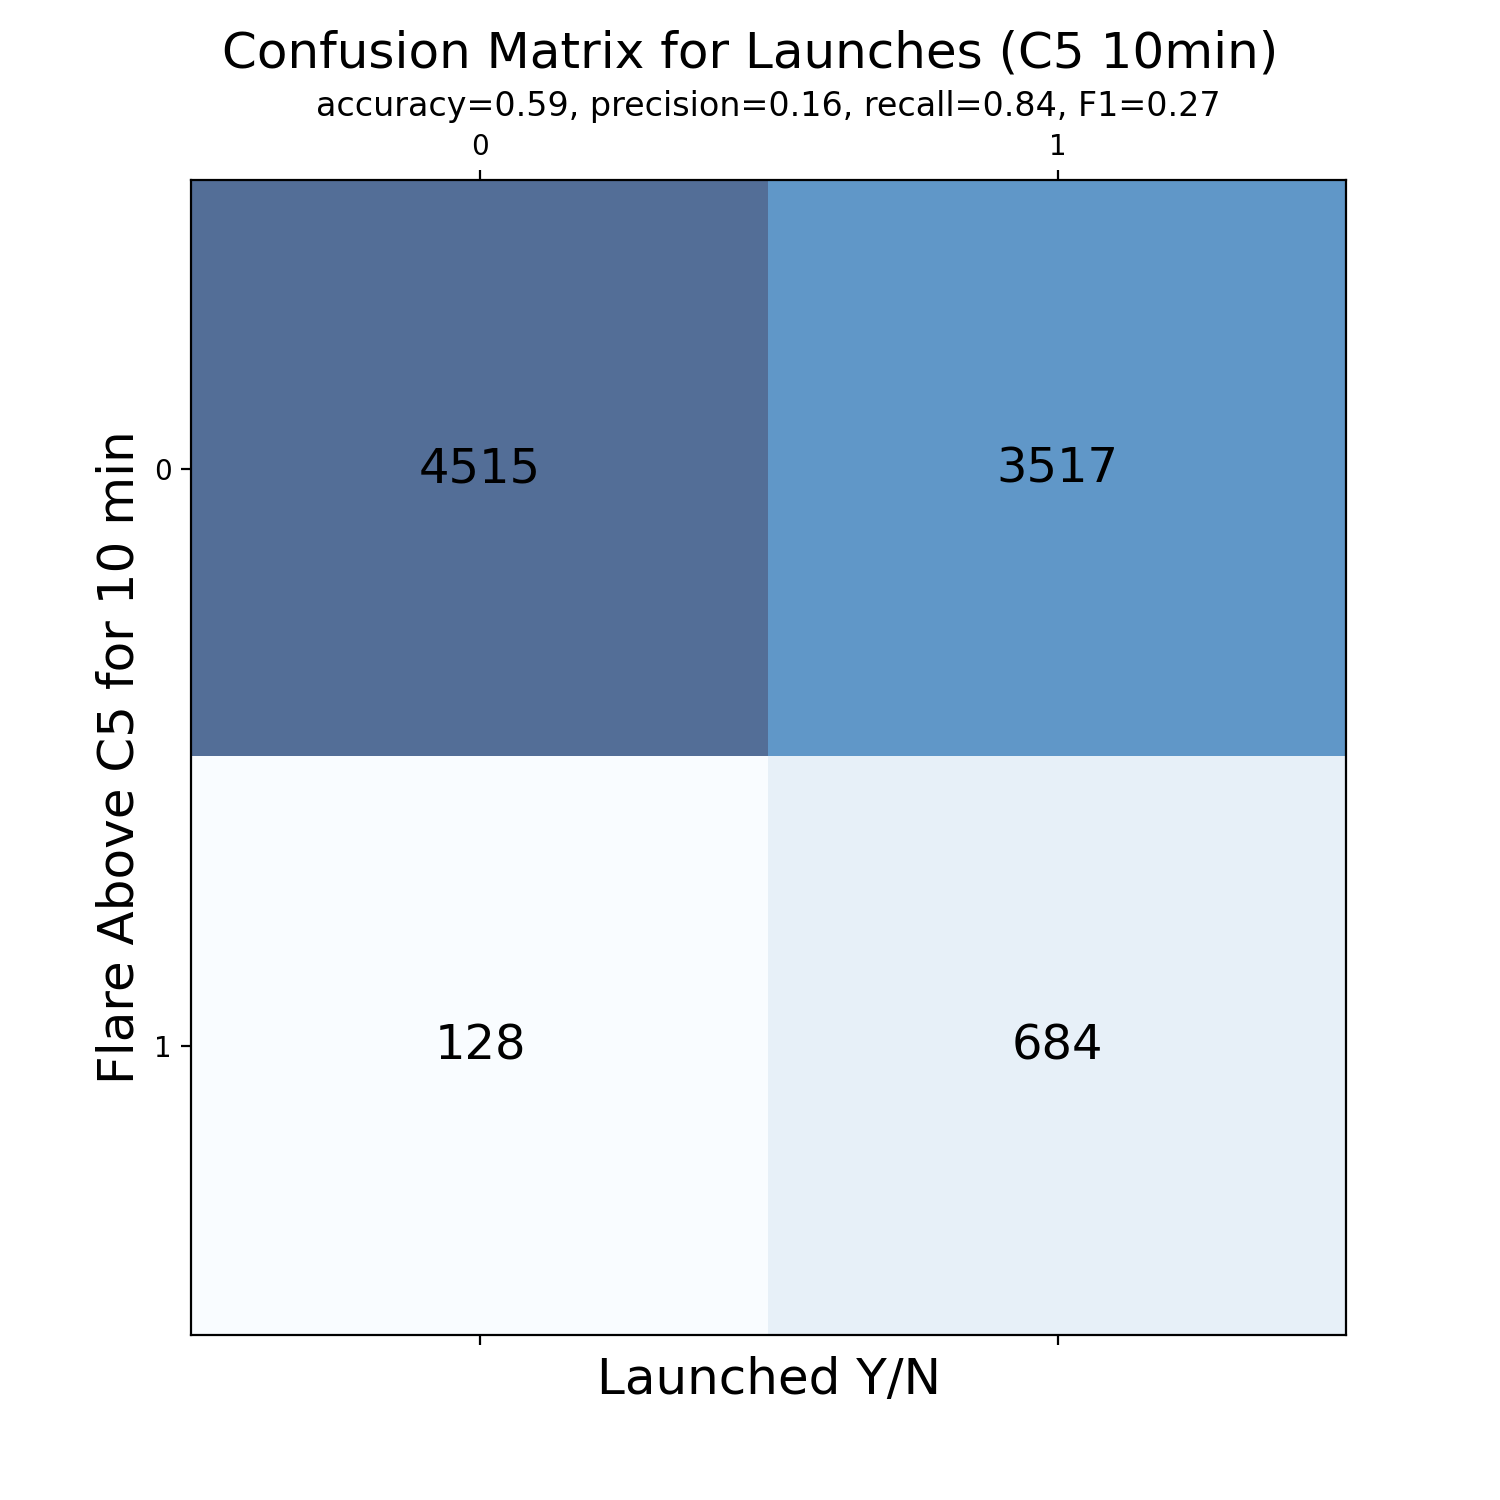 Confusion Matrix for Launches (C5 10min)
accuracy=0.59, precision=0.16, recall=0.84, F1=0.27
0 1
Flare Above C5 for 10 min
0
4515 3517
1
128 684
Launched Y/N